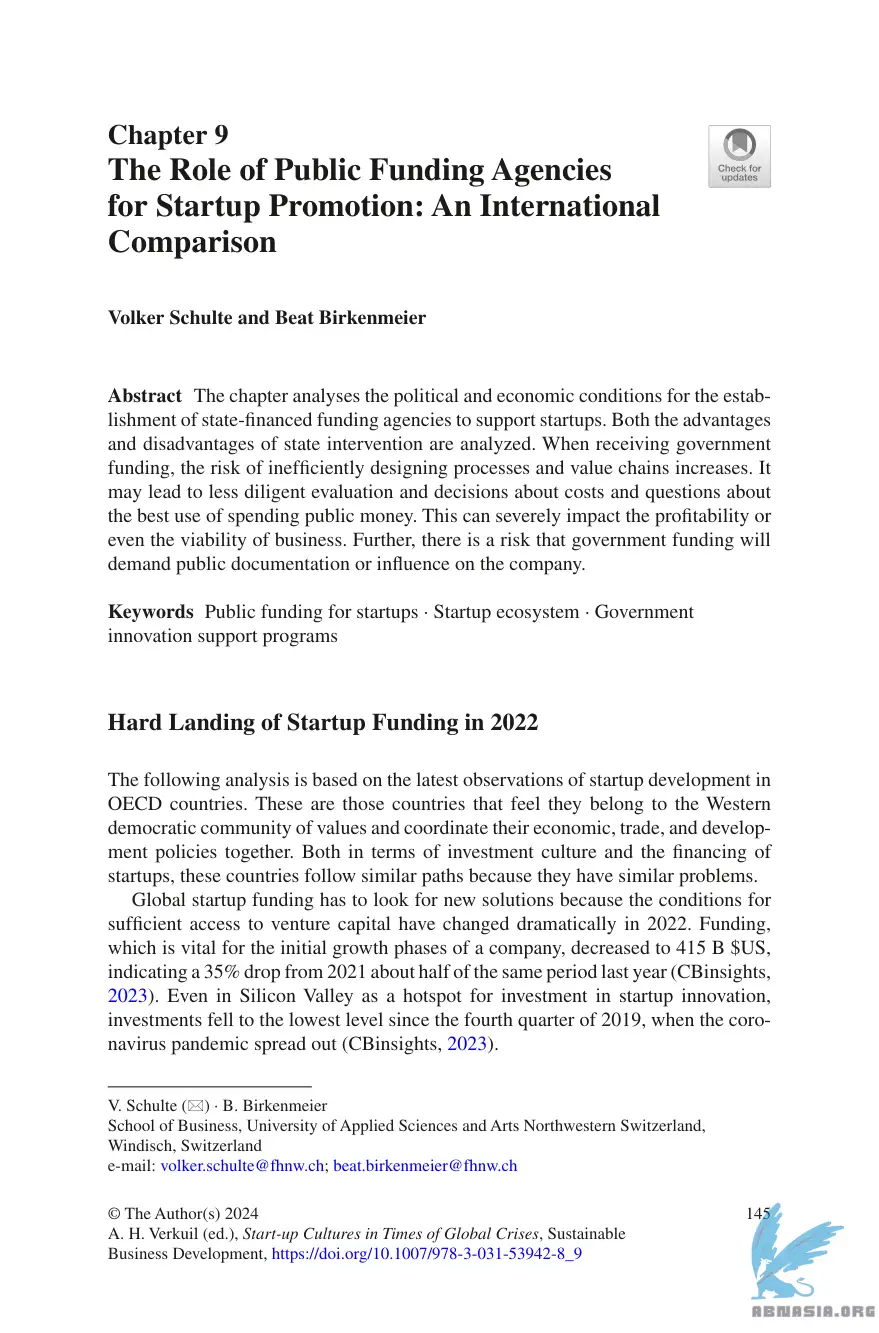 Chapter 9
The Role of Public Funding Agencies
for Startup Promotion: An International
Comparison
Check for
updates
Volker Schulte and Beat Birkenmeier
Abstract The chapter analyses the political and economic conditions for the estab-
lishment of state-financed funding agencies to support startups. Both the advantages
and disadvantages of state intervention are analyzed. When receiving government
funding, the risk of inefficiently designing processes and value chains increases. It
may lead to less diligent evaluation and decisions about costs and questions about
the best use of spending public money. This can severely impact the profitability or
even the viability of business. Further, there is a risk that government funding will
demand public documentation or influence on the company.
Keywords Public funding for startups · Startup ecosystem · Government
innovation support programs
Hard Landing of Startup Funding in 2022
The following analysis is based on the latest observations of startup development in
OECD countries. These are those countries that feel they belong to the Western
democratic community of values and coordinate their economic, trade, and develop-
ment policies together. Both in terms of investment culture and the financing of
startups, these countries follow similar paths because they have similar problems.
Global startup funding has to look for new solutions because the conditions for
sufficient access to venture capital have changed dramatically in 2022. Funding,
which is vital for the initial growth phases of a company, decreased to 415 B $US,
indicating a 35% drop from 2021 about half of the same period last year (CBinsights,
2023). Even in Silicon Valley as a hotspot for investment in startup innovation,
investments fell to the lowest level since the fourth quarter of 2019, when the coro-
navirus pandemic spread out (CBinsights, 2023).
V. Schulte (✉) · B. Birkenmeier
School of Business, University of Applied Sciences and Arts Northwestern Switzerland,
Windisch, Switzerland
e-mail: volker.schulte@fhnw.ch; beat.birkenmeier@fhnw.ch
© The Author(s) 2024
145
A. H. Verkuil (ed.), Start-up Cultures in Times of Global Crises, Sustainable
Business Development, https://doi.org/10.1007/978-3-031-53942-8_9
ABNASIA.ORG